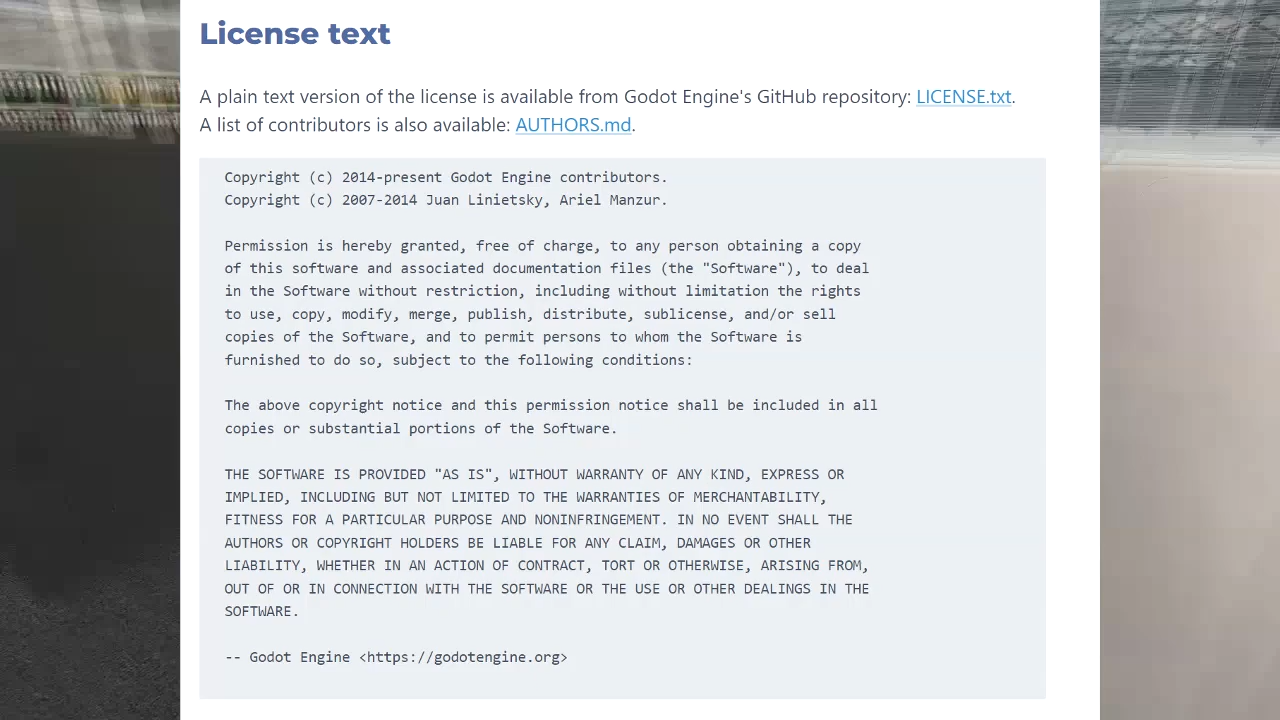 License text
A plain text version of the license is available from Godot Engine's GitHub repository: LICENSE.txt.
A list of contributors is also available: AUTHORS.md.
Copyright (c) 2014-present Godot Engine contributors.
Copyright (c) 2007-2014 Juan Linietsky, Ariel Manzur.
Permission is hereby granted, free of charge, to any person obtaining a copy
of this software and associated documentation files (the "Software"), to deal
in the Software without restriction, including without limitation the rights
to use, copy, modify, merge, publish, distribute, sublicense, and/or sell
copies of the Software, and to permit persons to whom the Software is
furnished to do so, subject to the following conditions:
The above copyright notice and this permission notice shall be included in all
copies or substantial portions of the Software.
THE SOFTWARE IS PROVIDED "AS IS", WITHOUT WARRANTY OF ANY KIND, EXPRESS OR
IMPLIED, INCLUDING BUT NOT LIMITED TO THE WARRANTIES OF MERCHANTABILITY,
FITNESS FOR A PARTICULAR PURPOSE AND NONINFRINGEMENT. IN NO EVENT SHALL THE
AUTHORS OR COPYRIGHT HOLDERS BE LIABLE FOR ANY CLAIM, DAMAGES OR OTHER
LIABILITY, WHETHER IN AN ACTION OF CONTRACT, TORT OR OTHERWISE, ARISING FROM,
OUT OF OR IN CONNECTION WITH THE SOFTWARE OR THE USE OR OTHER DEALINGS IN THE
SOFTWARE.
-- Godot Engine <https://godotengine.org>